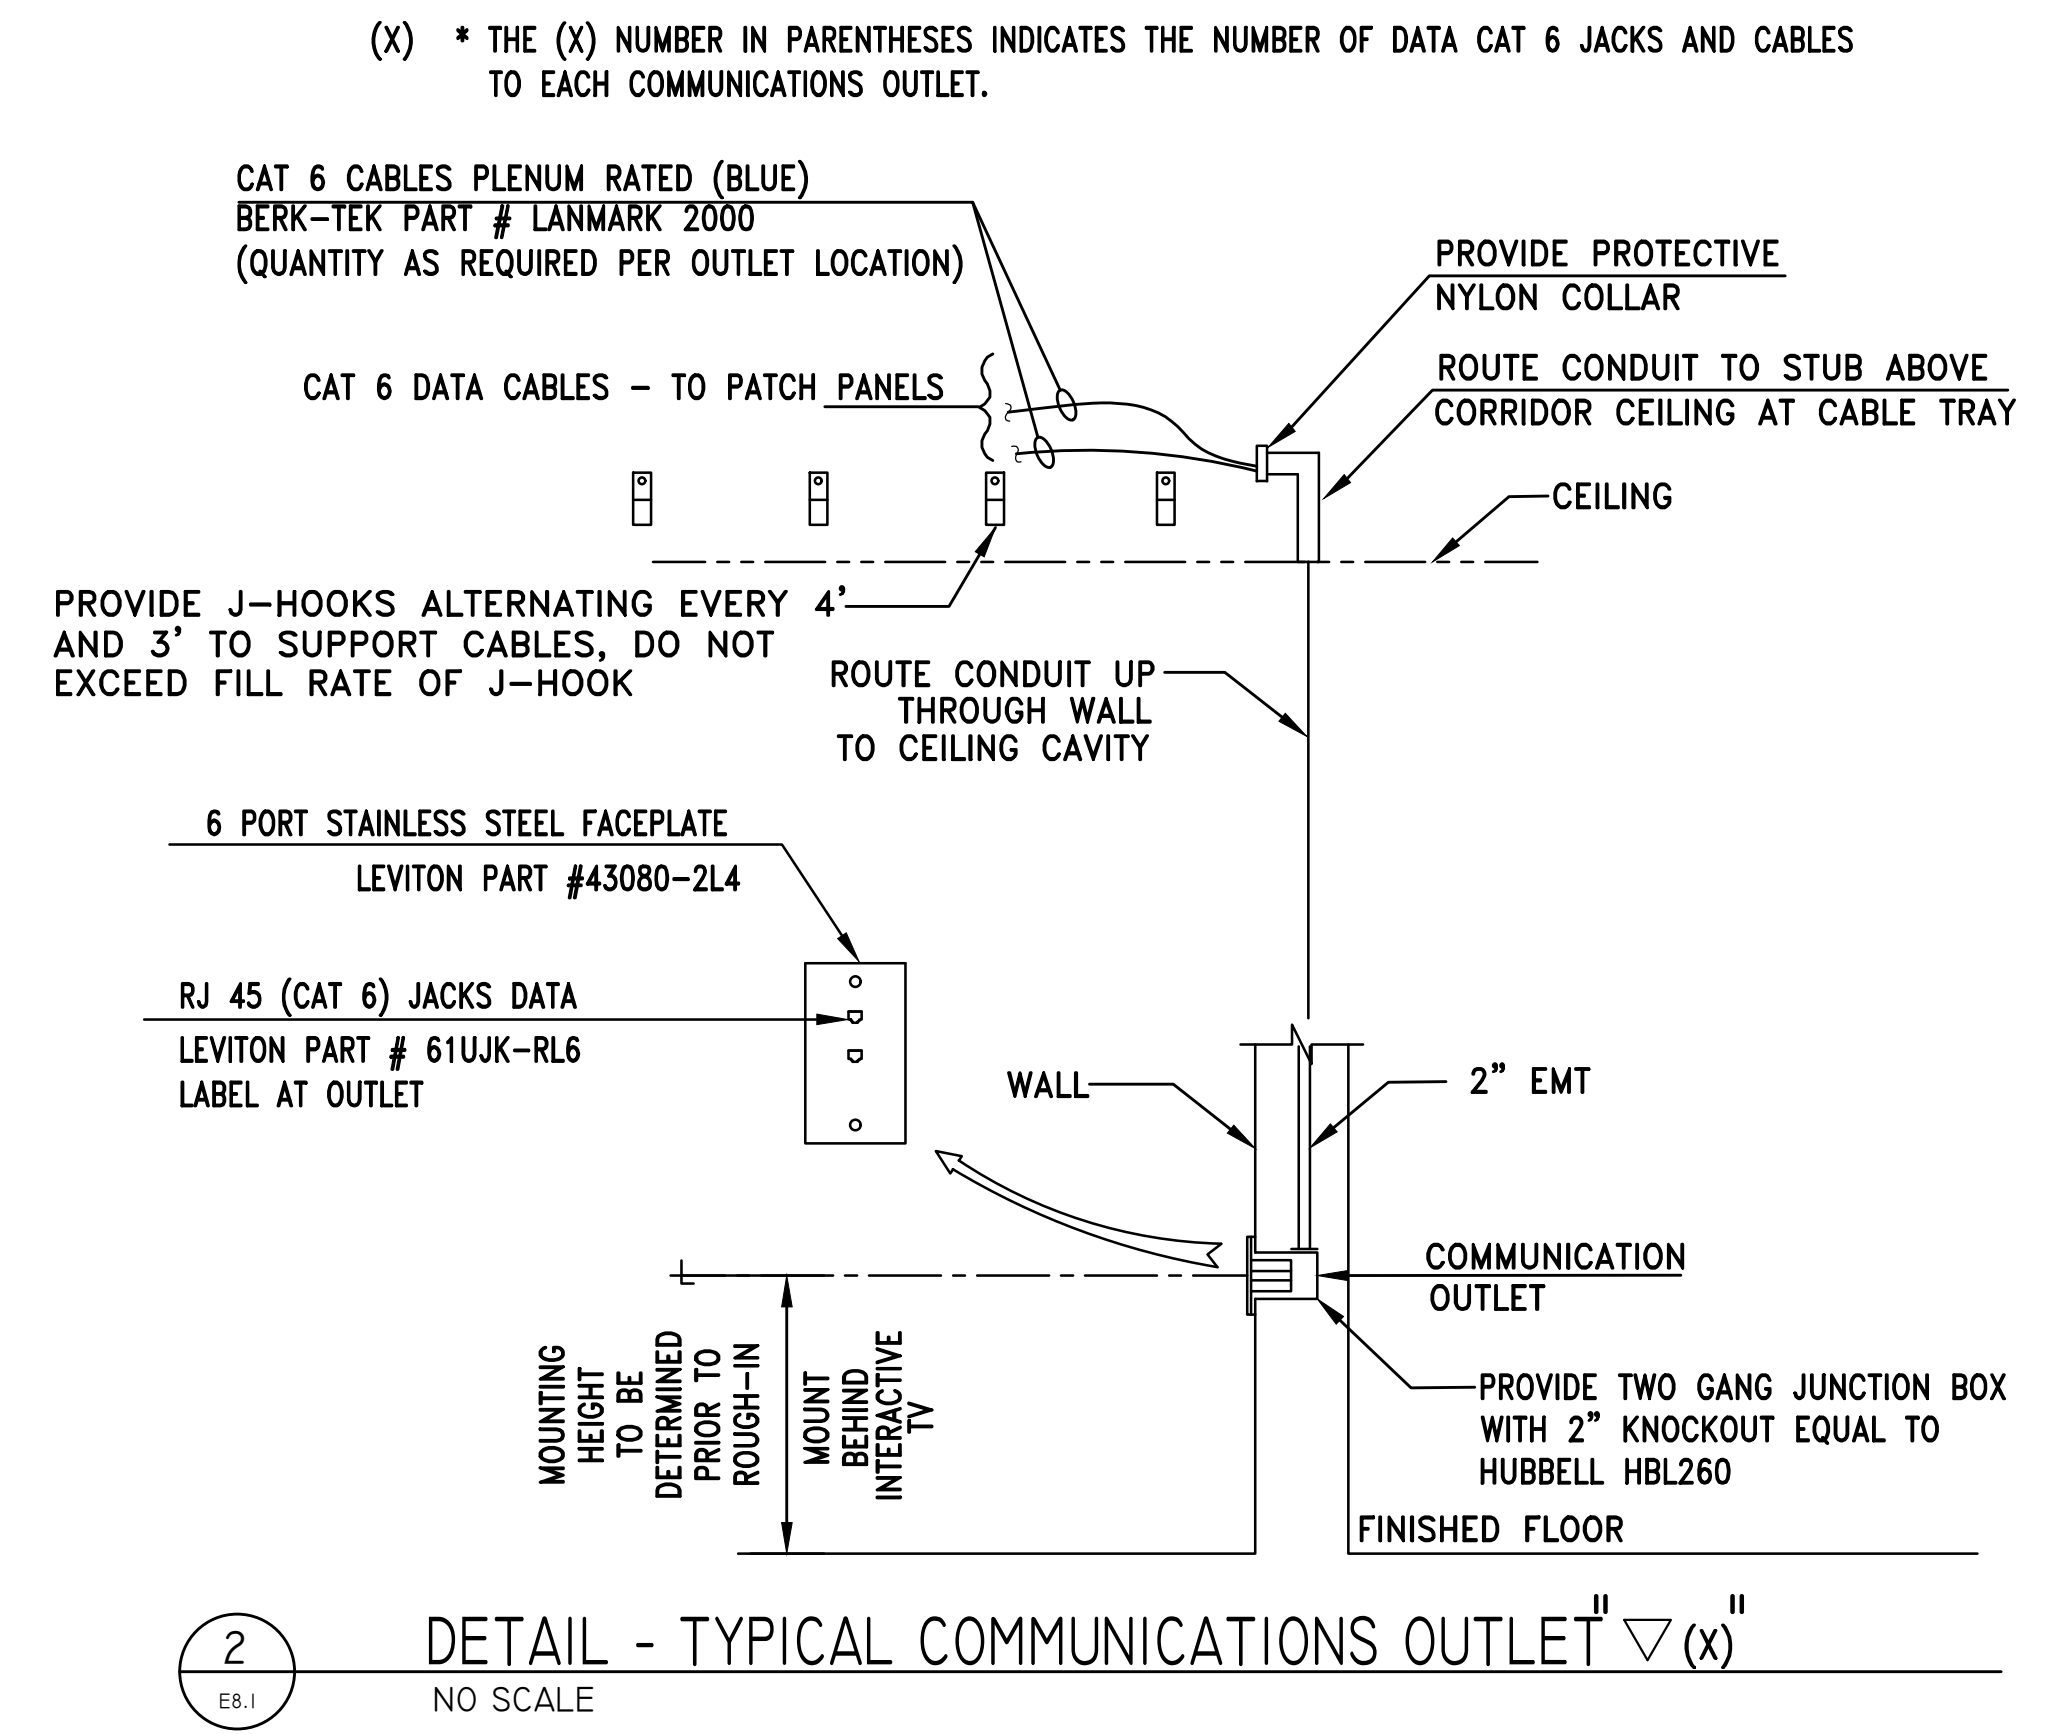 (X) * THE (X) NUMBER IN PARENTHESES INDICATES THE NUMBER OF DATA CAT 6 JACKS AND CABLES
TO EACH COMMUNICATIONS OUTLET.
CAT 6 CABLES PLENUM RATED (BLUE)
BERK-TEK PART # LANMARK 2000
(QUANTITY AS REQUIRED PER OUTLET LOCATION)
PROVIDE PROTECTIVE
NYLON COLLAR
CAT 6 DATA CABLES - TO PATCH PANELS
ROUTE CONDUIT TO STUB ABOVE
CORRIDOR CEILING AT CABLE TRAY
CEILING
PROVIDE J-HOOKS ALTERNATING EVERY 4'
AND 3' TO SUPPORT CABLES, DO NOT
EXCEED FILL RATE OF J-HOOK
ROUTE CONDUIT UP
THROUGH WALL
TO CEILING CAVITY
6 PORT STAINLESS STEEL FACEPLATE
LEVITON PART #43080-2L4
RJ 45 (CAT 6) JACKS DATA
LEVITON PART # 61UJK-RL6
LABEL AT OUTLET
WALL
2" EMT
COMMUNICATION
OUTLET
MOUNTING
HEIGHT
TO BE
DETERMINED
PRIOR TO
ROUGH-IN
MOUNT
BEHIND
INTERACTIVE
TV
PROVIDE TWO GANG JUNCTION BOX
WITH 2" KNOCKOUT EQUAL TO
HUBBELL HBL260
FINISHED FLOOR
2
E8.1
DETAIL - TYPICAL COMMUNICATIONS OUTLET "▽(X)"
NO SCALE